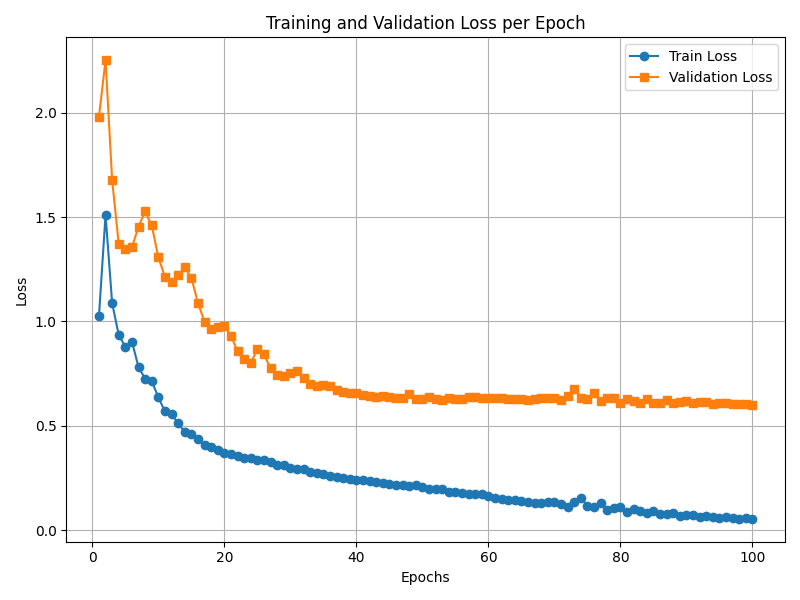 Training and Validation Loss per Epoch
Train Loss
Validation Loss
2.0
1.5
1.0
0.5
0.0
Loss
0 20 40 60 80 100
Epochs